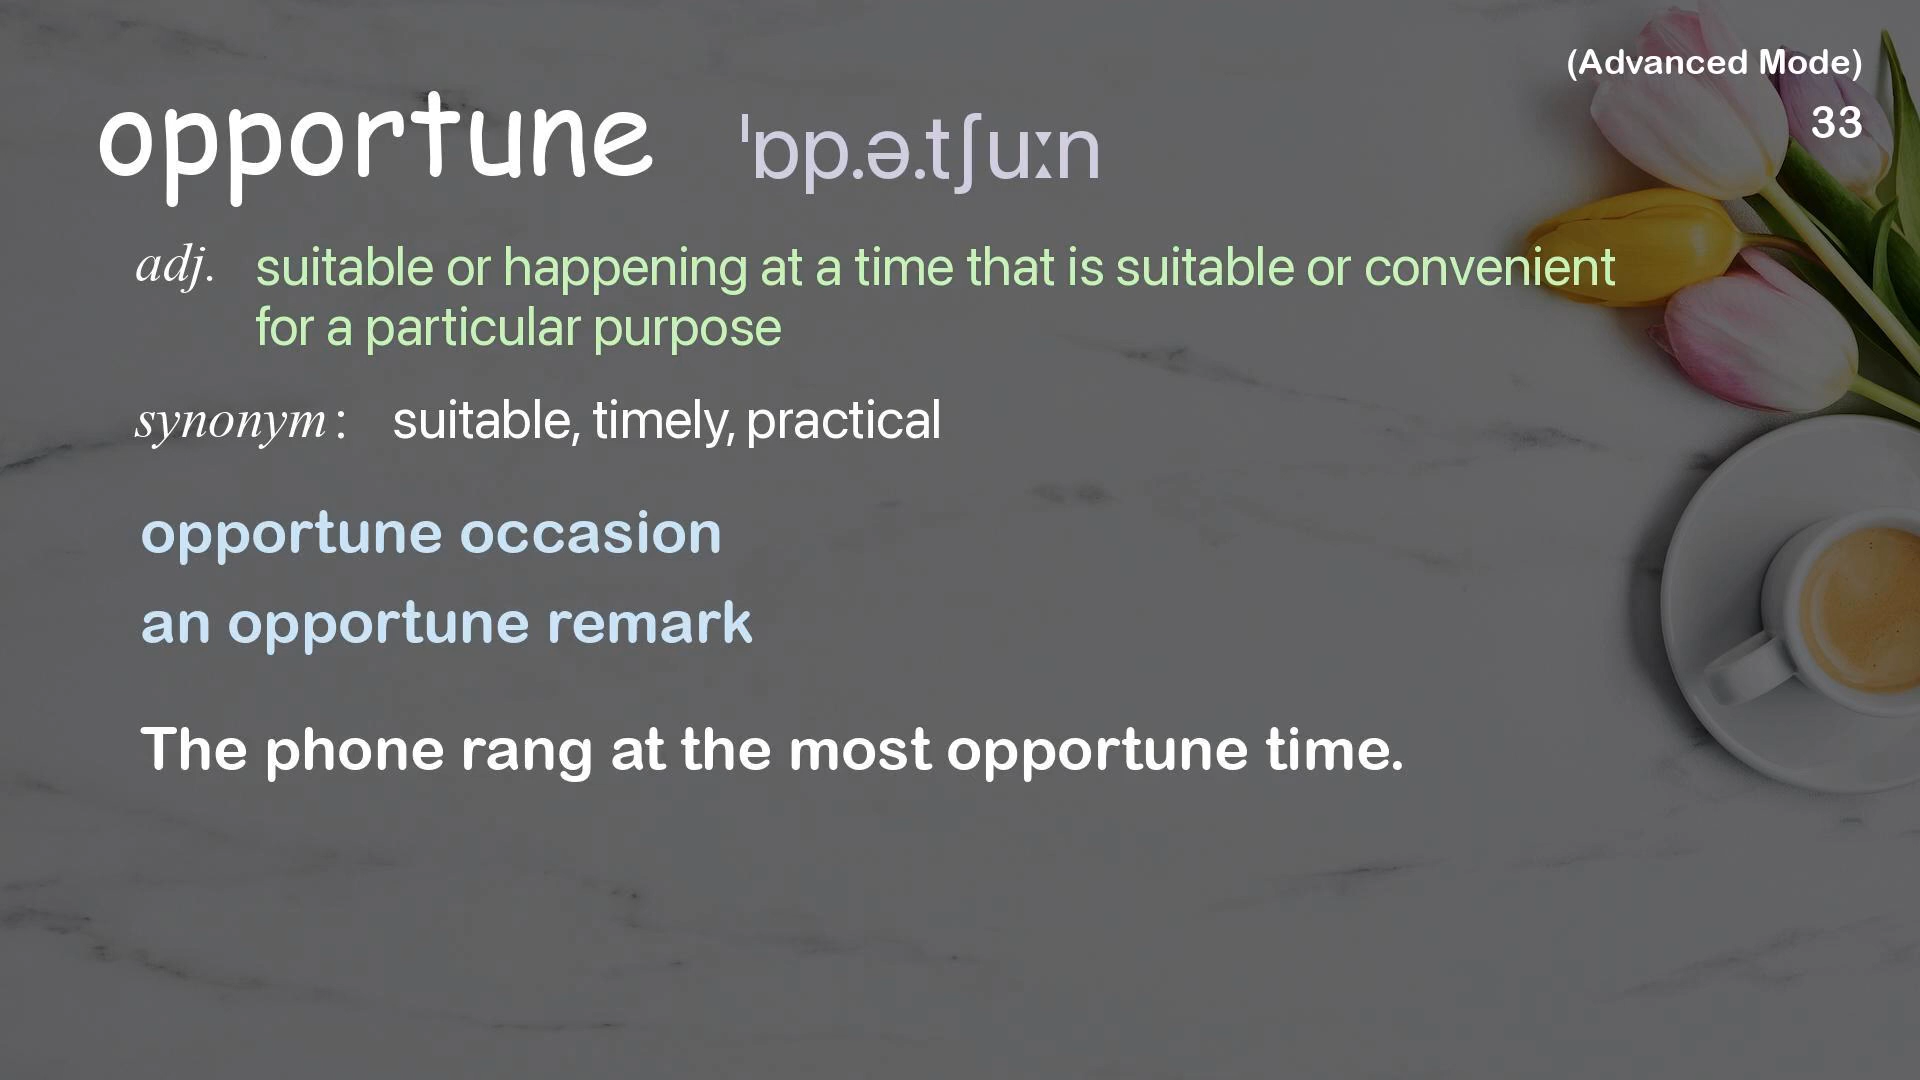 (Advanced Mode)
opportune ˈɒp.ə.tʃuːn
33
adj. suitable or happening at a time that is suitable or convenient
for a particular purpose
synonym: suitable, timely, practical
opportune occasion
an opportune remark
The phone rang at the most opportune time.